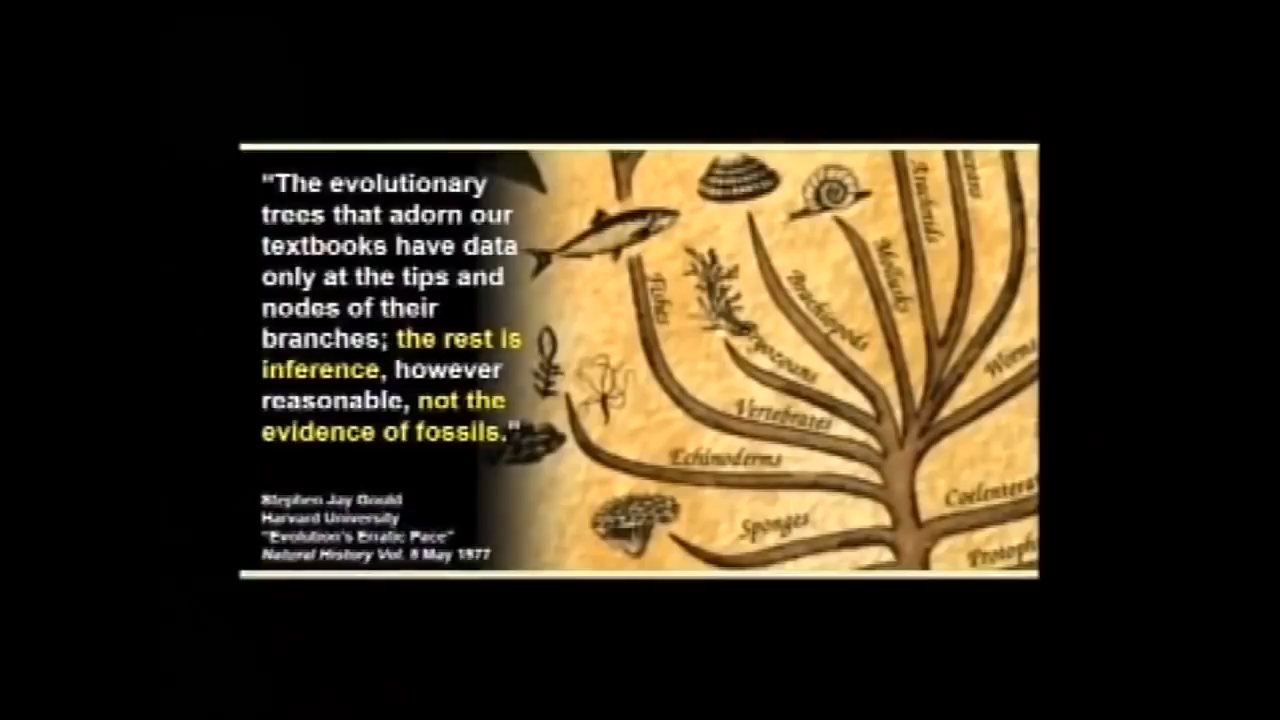 "The evolutionary
trees that adorn our
textbooks have data
only at the tips and
nodes of their
branches; the rest is
inference, however
reasonable, not the
evidence of fossils."
Stephen Jay Gould
Harvard University
"Evolution's Erratic Pace"
Natural History Vol. 8 May 1977
Fishes
Brachiopods
Mollusks
Arachnids
Worms
Vertebrates
Echinoderms
Sponges